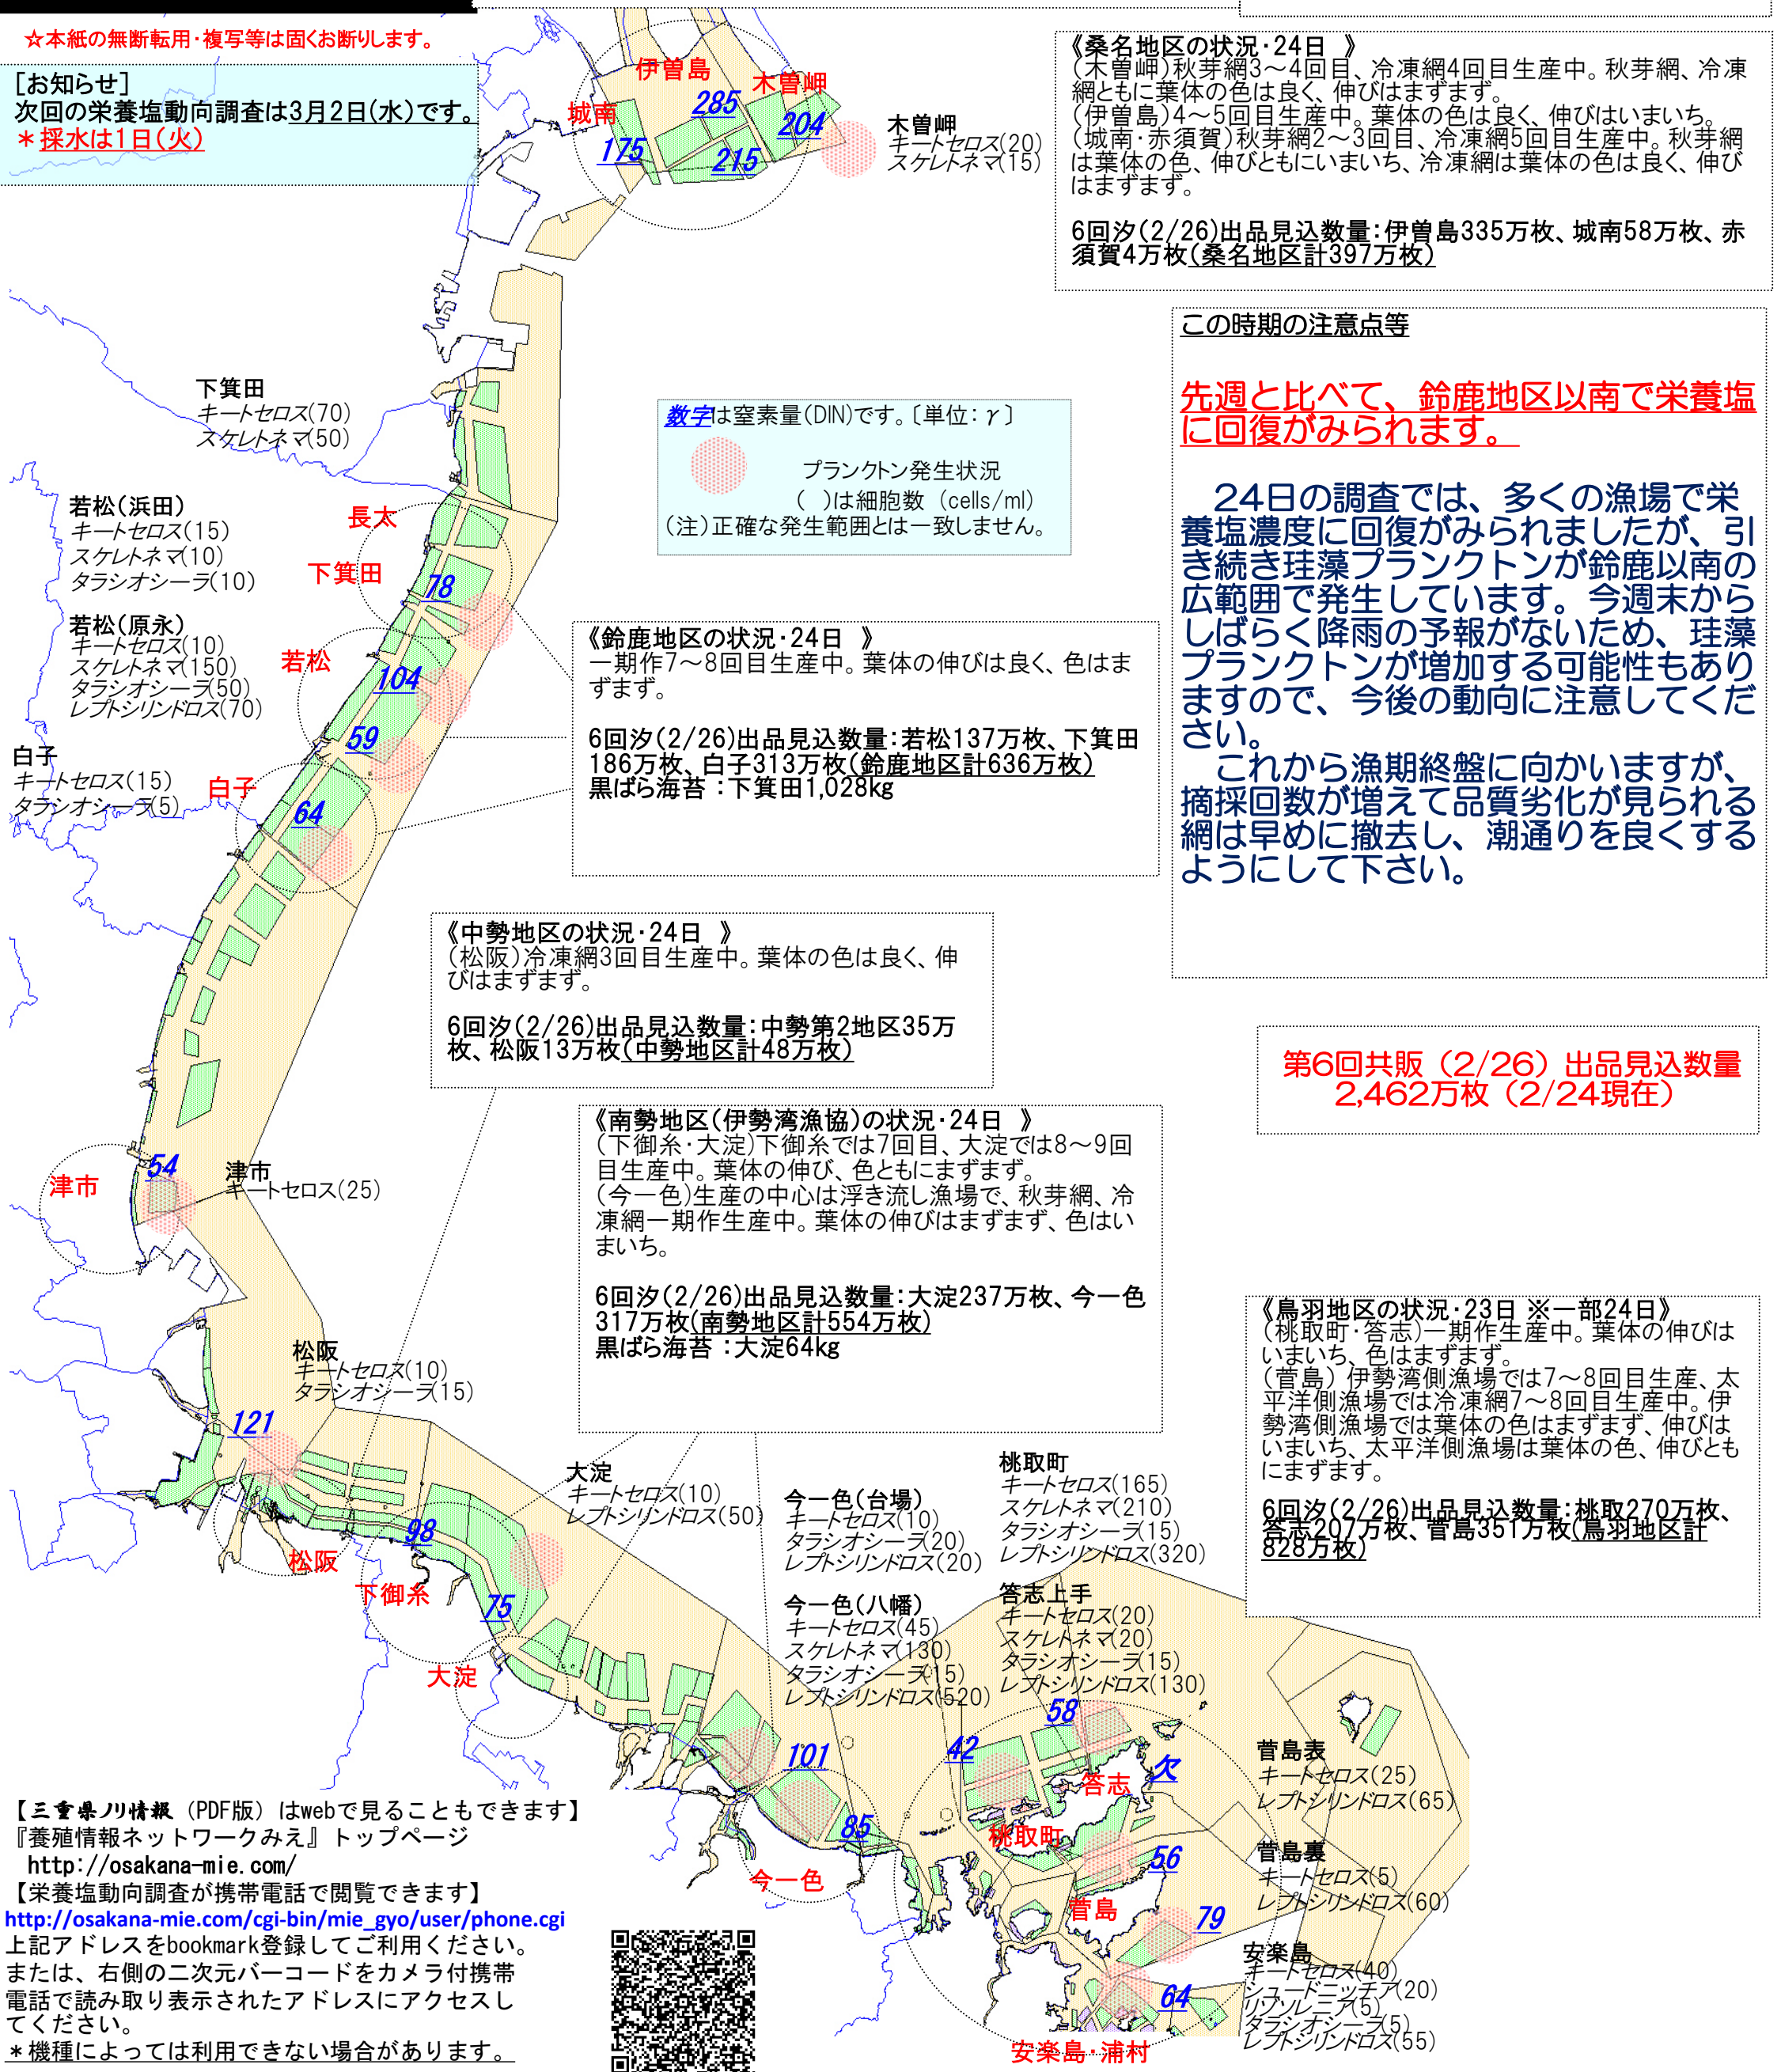 ☆本紙の無断転用・複写等は固くお断りします。
[お知らせ]
次回の栄養塩動向調査は3月2日(水)です。
＊採水は1日(火)
伊曽島
木曽岬
城南
285
204
175
215
木曽岬
キートセロス(20)
スケレトネマ(15)
《桑名地区の状況・24日　》
(木曽岬)秋芽網3～4回目、冷凍網4回目生産中。秋芽網、冷凍
網ともに葉体の色は良く、伸びはまずまず。
(伊曽島)4～5回目生産中。葉体の色は良く、伸びはいまいち。
(城南・赤須賀)秋芽網2～3回目、冷凍網5回目生産中。秋芽網
は葉体の色、伸びともにいまいち、冷凍網は葉体の色は良く、伸び
はまずまず。
6回汐(2/26)出品見込数量：伊曽島335万枚、城南58万枚、赤
須賀4万枚(桑名地区計397万枚)
この時期の注意点等
先週と比べて、鈴鹿地区以南で栄養塩
に回復がみられます。
　24日の調査では、多くの漁場で栄
養塩濃度に回復がみられましたが、引
き続き珪藻プランクトンが鈴鹿以南の
広範囲で発生しています。今週末から
しばらく降雨の予報がないため、珪藻
プランクトンが増加する可能性もあり
ますので、今後の動向に注意してくだ
さい。
　これから漁期終盤に向かいますが、
摘採回数が増えて品質劣化が見られる
網は早めに撤去し、潮通りを良くする
ようにして下さい。
数字は窒素量(DIN)です。〔単位：γ〕
プランクトン発生状況
(　)は細胞数 (cells/ml)
(注)正確な発生範囲とは一致しません。
下箕田
キートセロス(70)
スケレトネマ(50)
若松(浜田)
キートセロス(15)
スケレトネマ(10)
タラシオシーラ(10)
若松(原永)
キートセロス(10)
スケレトネマ(150)
タラシオシーラ(50)
レプトシリンドロス(70)
白子
キートセロス(15)
タラシオシーラ(5)
長太
下箕田
78
若松
104
59
白子
64
《鈴鹿地区の状況・24日　》
一期作7～8回目生産中。葉体の伸びは良く、色はま
ずまず。
6回汐(2/26)出品見込数量：若松137万枚、下箕田
186万枚、白子313万枚(鈴鹿地区計636万枚)
黒ばら海苔：下箕田1,028kg
《中勢地区の状況・24日　》
(松阪)冷凍網3回目生産中。葉体の色は良く、伸
びはまずまず。
6回汐(2/26)出品見込数量：中勢第2地区35万
枚、松阪13万枚(中勢地区計48万枚)
第6回共販（2/26）出品見込数量
2,462万枚（2/24現在）
《南勢地区(伊勢湾漁協)の状況・24日　》
(下御糸・大淀)下御糸では7回目、大淀では8～9回
目生産中。葉体の伸び、色ともにまずまず。
(今一色)生産の中心は浮き流し漁場で、秋芽網、冷
凍網一期作生産中。葉体の伸びはまずまず、色はい
まいち。
6回汐(2/26)出品見込数量：大淀237万枚、今一色
317万枚(南勢地区計554万枚)
黒ばら海苔：大淀64kg
54
津市
津市
キートセロス(25)
《鳥羽地区の状況・23日 ※一部24日》
(桃取町・答志)一期作生産中。葉体の伸びは
いまいち、色はまずまず。
(菅島) 伊勢湾側漁場では7～8回目生産、太
平洋側漁場では冷凍網7～8回目生産中。伊
勢湾側漁場では葉体の色はまずまず、伸びは
いまいち、太平洋側漁場は葉体の色、伸びとも
にまずまず。
6回汐(2/26)出品見込数量：桃取270万枚、
答志207万枚、菅島351万枚(鳥羽地区計
828万枚)
松阪
キートセロス(10)
タラシオシーラ(15)
121
松阪
98
下御糸
75
大淀
大淀
キートセロス(10)
レプトシリンドロス(50)
今一色(台場)
キートセロス(10)
タラシオシーラ(20)
レプトシリンドロス(20)
今一色(八幡)
キートセロス(45)
スケレトネマ(130)
タラシオシーラ(15)
レプトシリンドロス(520)
桃取町
キートセロス(165)
スケレトネマ(210)
タラシオシーラ(15)
レプトシリンドロス(320)
答志上手
キートセロス(20)
スケレトネマ(20)
タラシオシーラ(15)
レプトシリンドロス(130)
58
42
欠
101
85
今一色
答志
桃取町
56
菅島
79
64
安楽島・浦村
菅島表
キートセロス(25)
レプトシリンドロス(65)
菅島裏
キートセロス(5)
レプトシリンドロス(60)
安楽島
キートセロス(40)
シュードニッチア(20)
リゾソレニア(5)
タラシオシーラ(5)
レプトシリンドロス(55)
【三重県ノリ情報（PDF版）はwebで見ることもできます】
『養殖情報ネットワークみえ』トップページ
http://osakana-mie.com/
【栄養塩動向調査が携帯電話で閲覧できます】
http://osakana-mie.com/cgi-bin/mie_gyo/user/phone.cgi
上記アドレスをbookmark登録してご利用ください。
または、右側の二次元バーコードをカメラ付携帯
電話で読み取り表示されたアドレスにアクセスし
てください。
＊機種によっては利用できない場合があります。